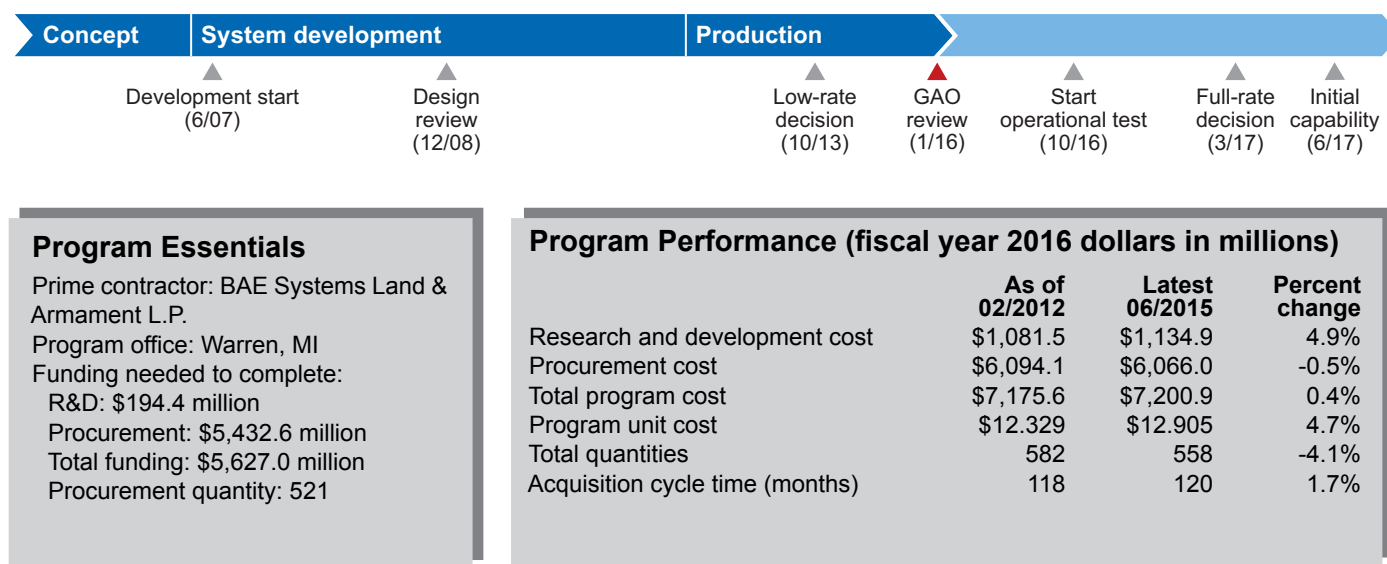 Concept
System development
Production
Development start
(6/07)
Design
review
(12/08)
Low-rate
decision
(10/13)
GAO
review
(1/16)
Start
operational test
(10/16)
Full-rate
decision
(3/17)
Initial
capability
(6/17)
Program Essentials
Prime contractor: BAE Systems Land &
Armament L.P.
Program office: Warren, MI
Funding needed to complete:
R&D: $194.4 million
Procurement: $5,432.6 million
Total funding: $5,627.0 million
Procurement quantity: 521
Program Performance (fiscal year 2016 dollars in millions)
As of Latest Percent
02/2012 06/2015 change
Research and development cost $1,081.5 $1,134.9 4.9%
Procurement cost $6,094.1 $6,066.0 -0.5%
Total program cost $7,175.6 $7,200.9 0.4%
Program unit cost $12.329 $12.905 4.7%
Total quantities 582 558 -4.1%
Acquisition cycle time (months) 118 120 1.7%